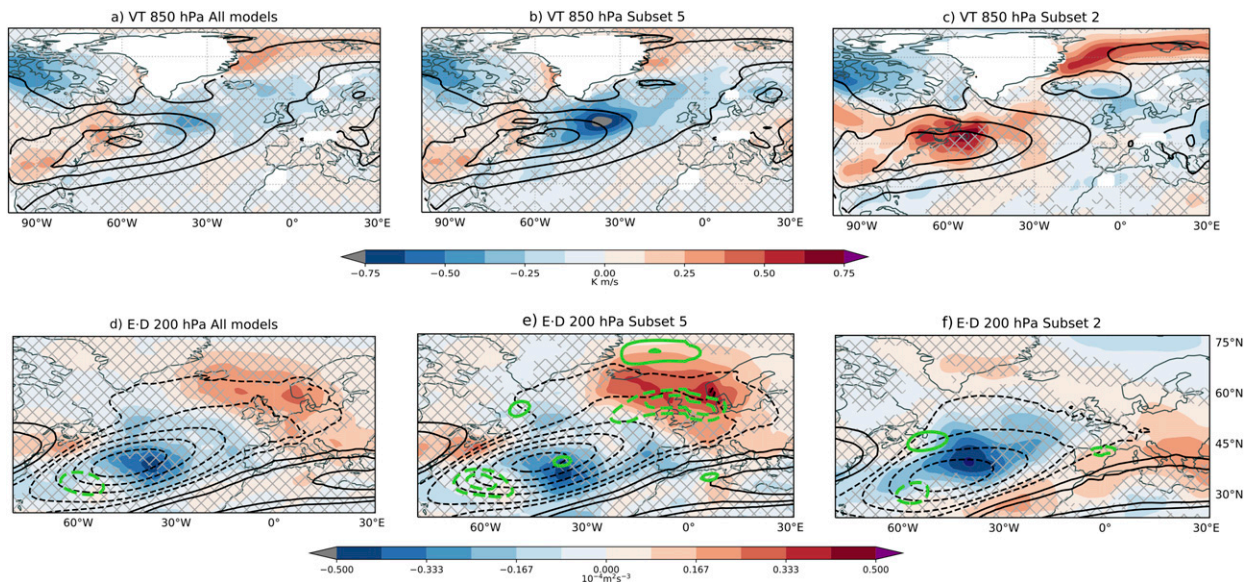 a) VT 850 hPa All models
b) VT 850 hPa Subset 5
c) VT 850 hPa Subset 2
90°W 60°W 30°W 0° 30°E
90°W 60°W 30°W 0° 30°E
90°W 60°W 30°W 0° 30°E
−0.75 −0.50 −0.25 0.00 0.25 0.50 0.75
K m/s
d) E·D 200 hPa All models
e) E·D 200 hPa Subset 5
f) E·D 200 hPa Subset 2
75°N
60°N
45°N
30°N
60°W 30°W 0° 30°E
60°W 30°W 0° 30°E
60°W 30°W 0° 30°E
−0.500 −0.333 −0.167 0.000 0.167 0.333 0.500
10⁻⁴m²s⁻³